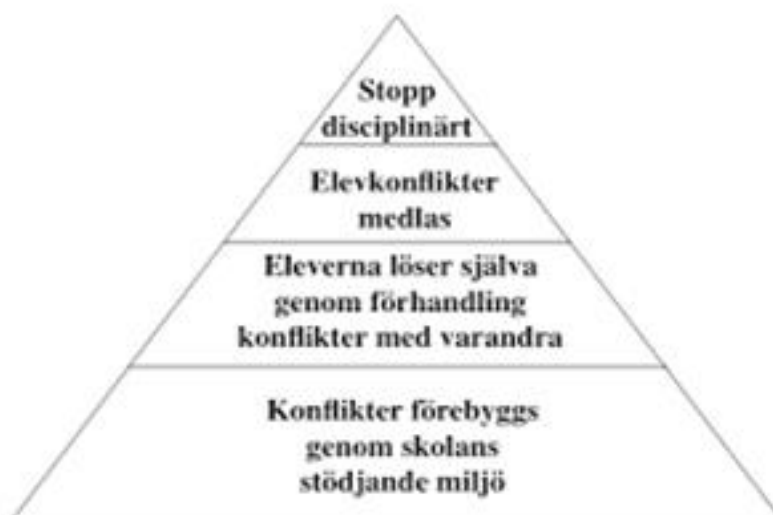 Stopp
disciplinärt
Elevkonflikter
medlas
Eleverna löser själva
genom förhandling
konflikter med varandra
Konflikter förebyggs
genom skolans
stödjande miljö